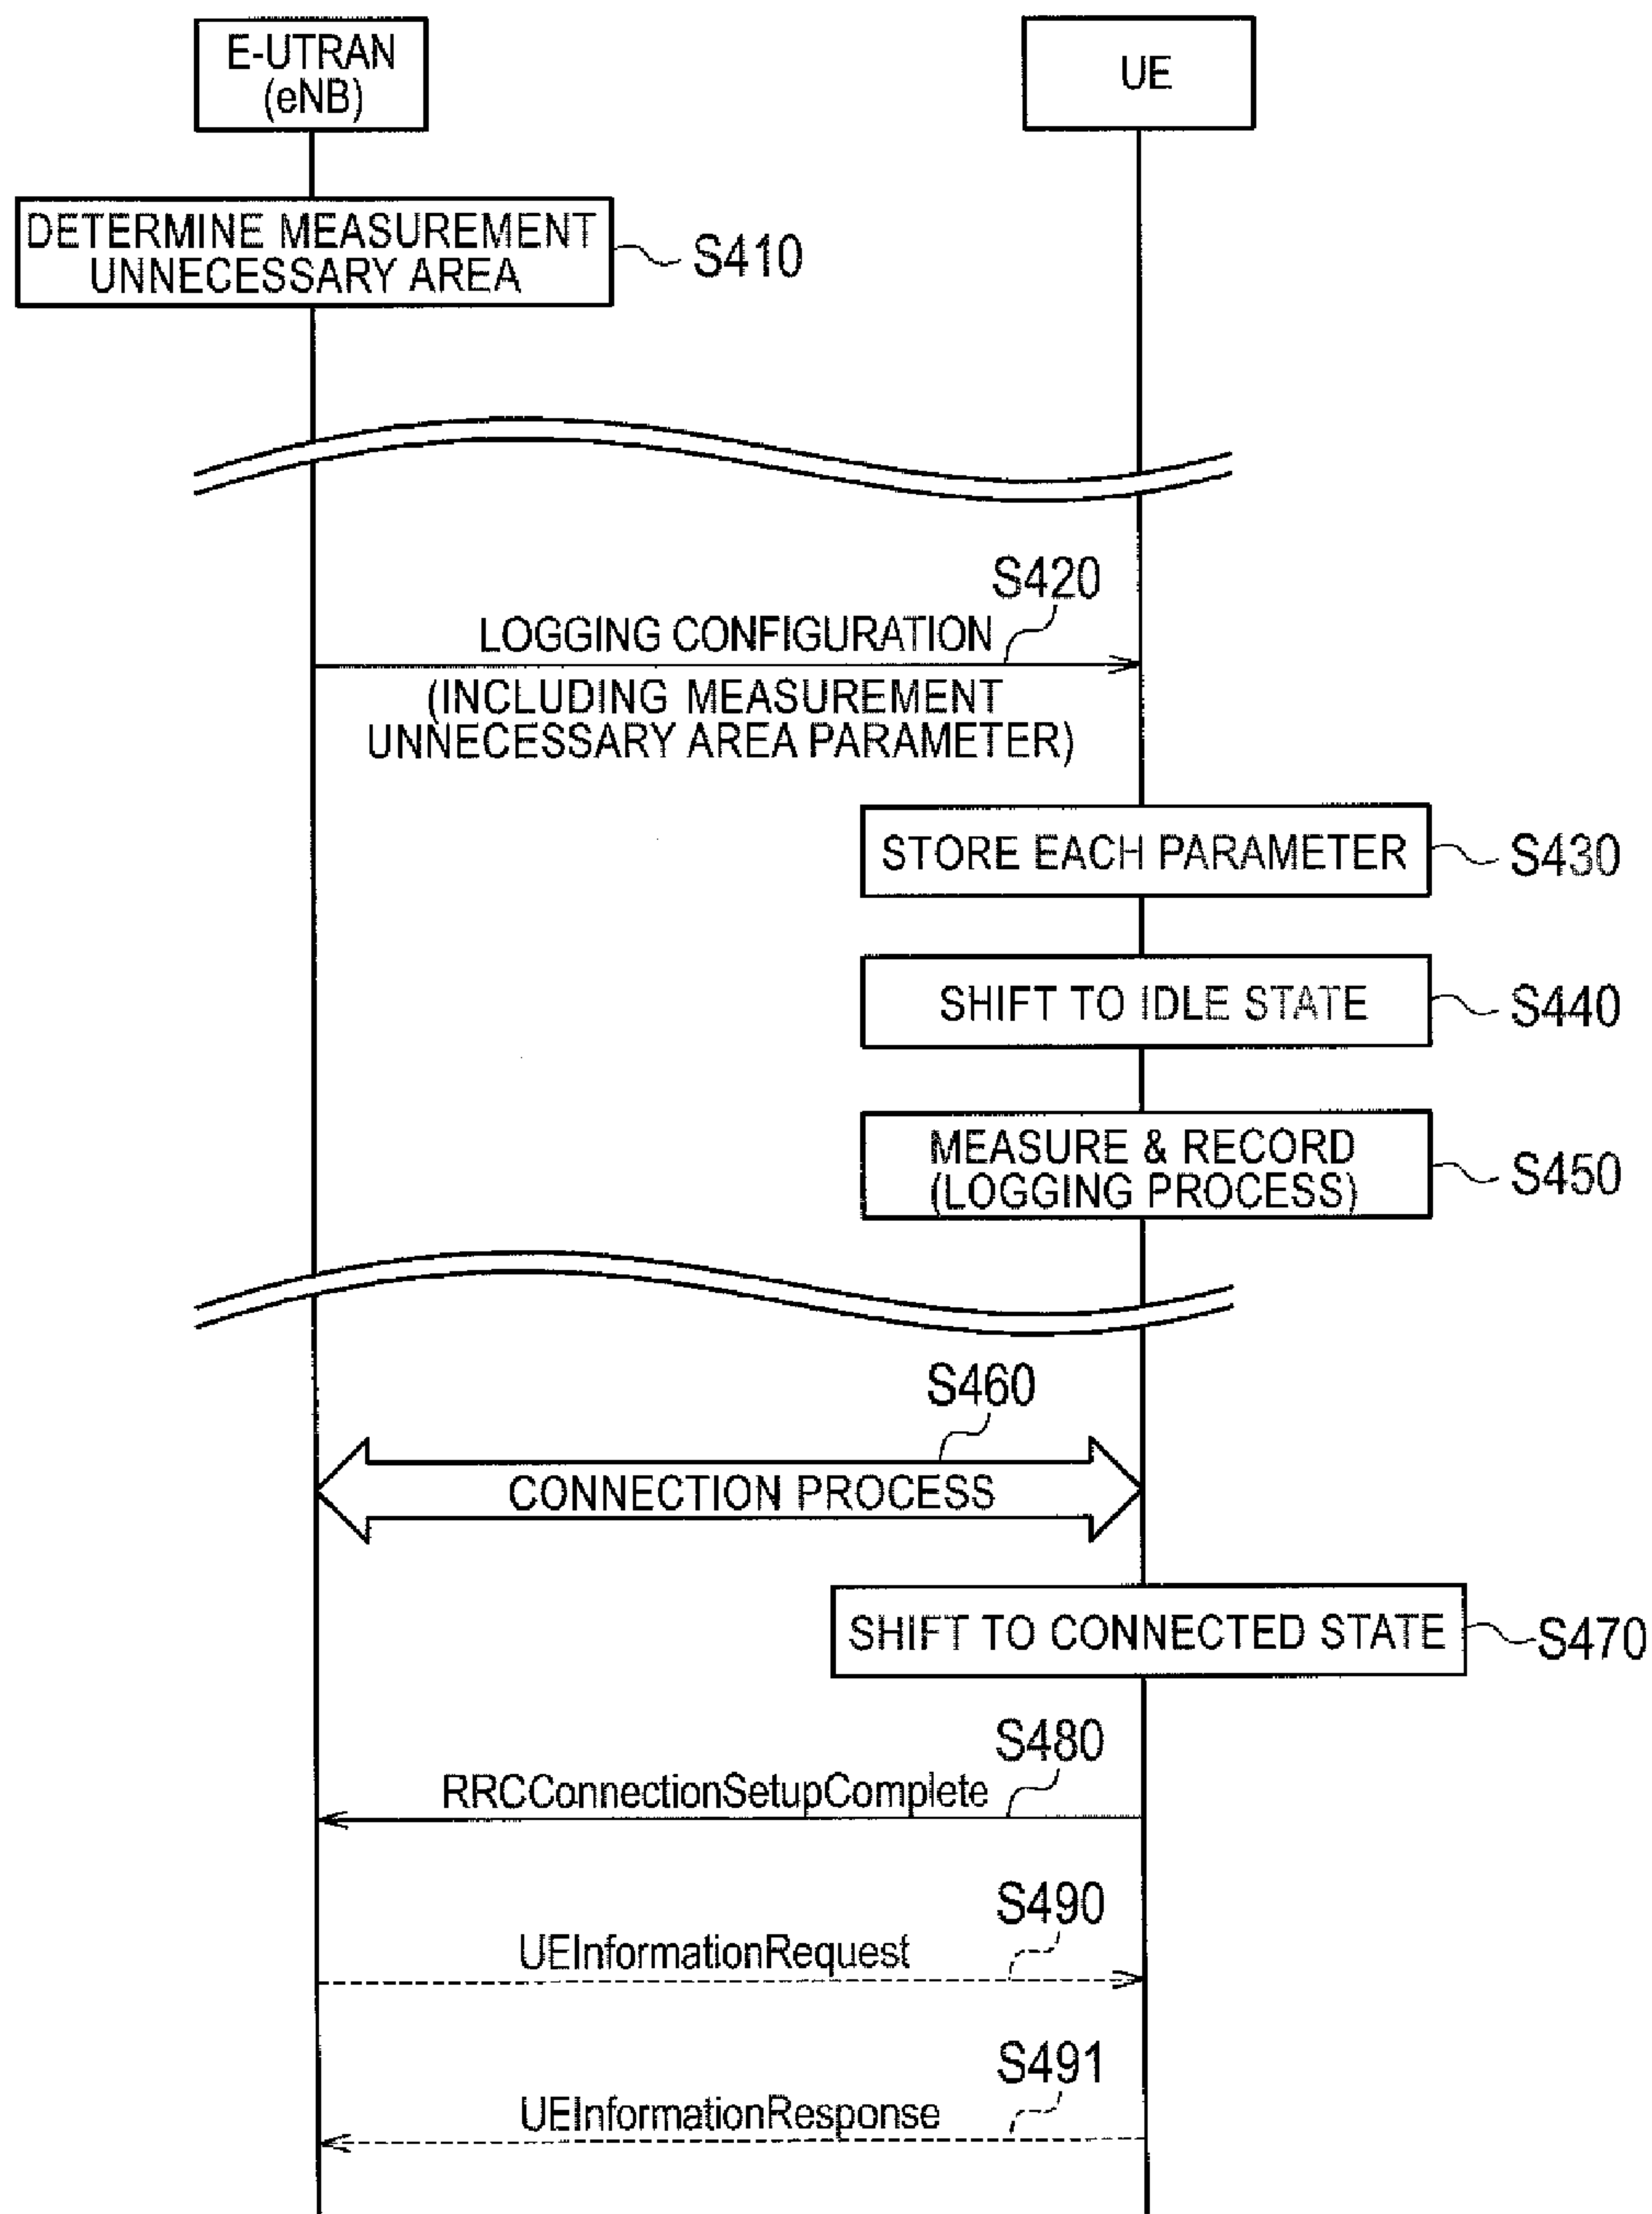 E-UTRAN
(eNB)
UE
DETERMINE MEASUREMENT
UNNECESSARY AREA
S410
S420
LOGGING CONFIGURATION
(INCLUDING MEASUREMENT
UNNECESSARY AREA PARAMETER)
STORE EACH PARAMETER
S430
SHIFT TO IDLE STATE
S440
MEASURE & RECORD
(LOGGING PROCESS)
S450
S460
CONNECTION PROCESS
SHIFT TO CONNECTED STATE
S470
S480
RRCConnectionSetupComplete
S490
UEInformationRequest
S491
UEInformationResponse